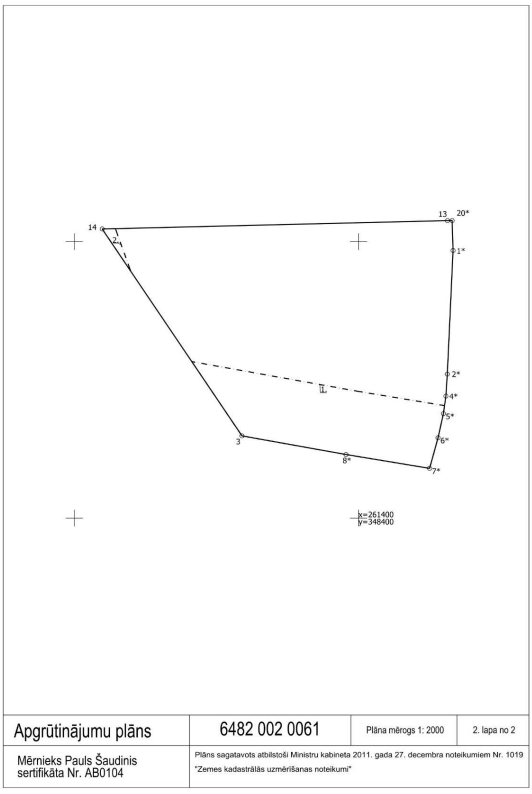 13
20*
14
2
1*
2*
4*
5*
6*
3
8*
7*
x=261400
y=348400
Apgrūtinājumu plāns
6482 002 0061
Plāna mērogs 1: 2000
2. lapa no 2
Mērnieks Pauls Šaudinis
sertifikāta Nr. AB0104
Plāns sagatavots atbilstoši Ministru kabineta 2011. gada 27. decembra noteikumiem Nr. 1019
"Zemes kadastrālās uzmērīšanas noteikumi"